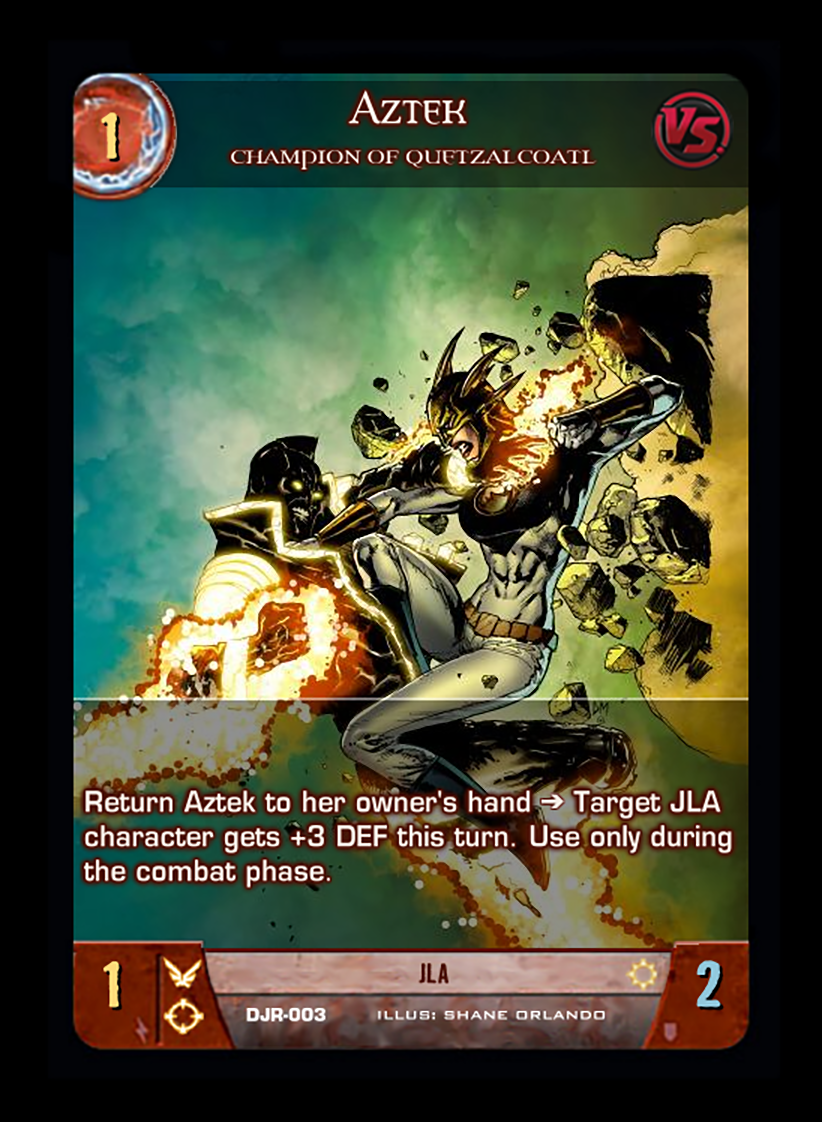 1
Aztek
VS.
CHAMPION OF QUETZALCOATL
Return Aztek to her owner's hand → Target JLA
character gets +3 DEF this turn. Use only during
the combat phase.
1
JLA
2
DJR-003
ILLUS: SHANE ORLANDO